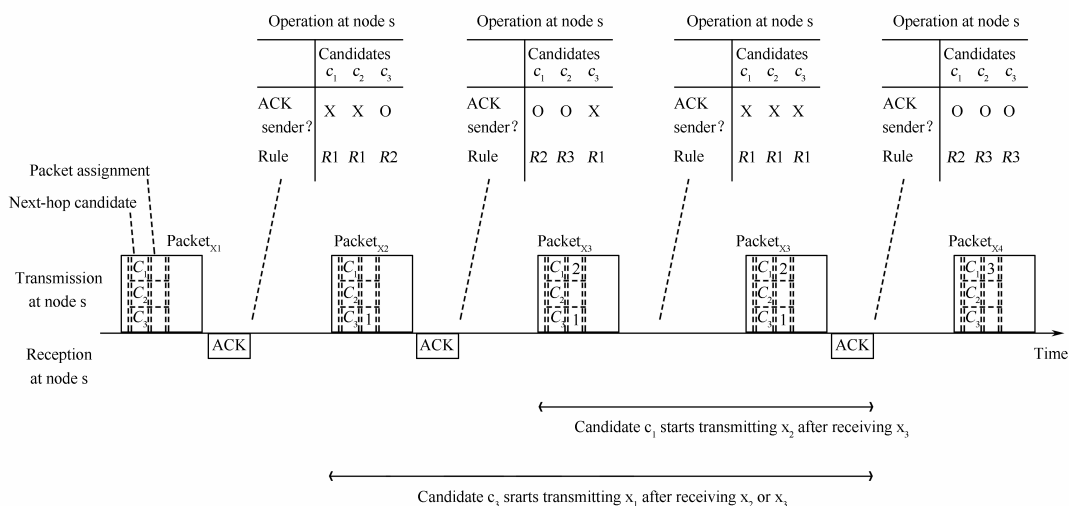 Operation at node s Operation at node s Operation at node s Operation at node s
Candidates Candidates Candidates Candidates
c1 c2 c3 c1 c2 c3 c1 c2 c3 c1 c2 c3
ACK sender? X X O
ACK sender? O O X
ACK sender? X X X
ACK sender? O O O
Rule R1 R1 R2
Rule R2 R3 R1
Rule R1 R1 R1
Rule R2 R3 R3
Packet assignment
Next-hop candidate
PacketX1 PacketX2 PacketX3 PacketX3 PacketX4
Transmission
at node s
C1 C1 C1 2 C1 2 C1 3
C2 C2 C2 C2 C2
C3 C3 1 C3 1 C3 1 C3
ACK ACK ACK
Reception
at node s
Time
Candidate c1 starts transmitting x2 after receiving x3
Candidate c3 srarts transmitting x1 after receiving x2 or x3